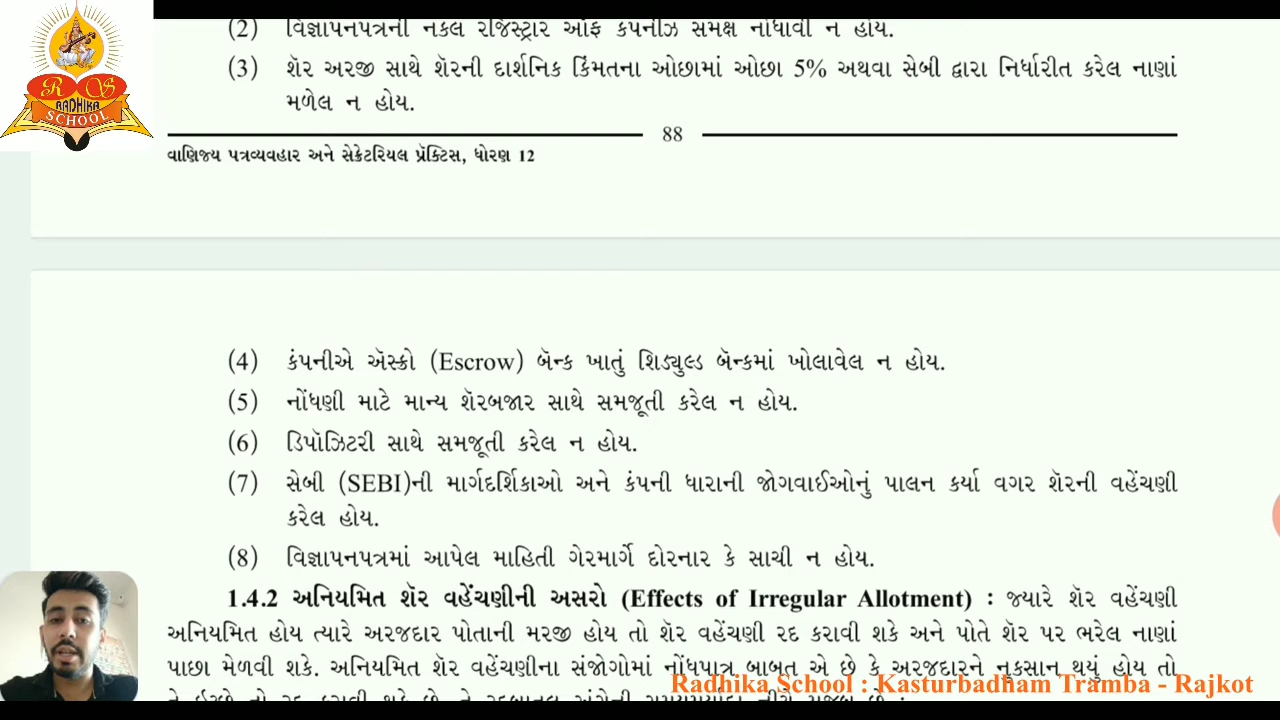 (2) વિજ્ઞાપનપત્રની નકલ રજિસ્ટ્રાર ઑફ કંપનીઝ સમક્ષ નોંધાવી ન હોય.
(3) શૅર અરજી સાથે શૅરની દાર્શનિક કિંમતના ઓછામાં ઓછા 5% અથવા સેબી દ્વારા નિર્ધારીત કરેલ નાણાં
મળેલ ન હોય.
R S
RADHIKA
SCHOOL
88
વાણિજ્ય પત્રવ્યવહાર અને સેક્રેટરિયલ પ્રૅક્ટિસ, ધોરણ 12
(4) કંપનીએ ઍસ્ક્રો (Escrow) બૅન્ક ખાતું શિડ્યુલ્ડ બૅન્કમાં ખોલાવેલ ન હોય.
(5) નોંધણી માટે માન્ય શૅરબજાર સાથે સમજૂતી કરેલ ન હોય.
(6) ડિપૉઝિટરી સાથે સમજૂતી કરેલ ન હોય.
(7) સેબી (SEBI)ની માર્ગદર્શિકાઓ અને કંપની ધારાની જોગવાઈઓનું પાલન કર્યા વગર શૅરની વહેંચણી
કરેલ હોય.
(8) વિજ્ઞાપનપત્રમાં આપેલ માહિતી ગેરમાર્ગે દોરનાર કે સાચી ન હોય.
1.4.2 અનિયમિત શૅર વહેંચણીની અસરો (Effects of Irregular Allotment) : જ્યારે શૅર વહેંચણી
અનિયમિત હોય ત્યારે અરજદાર પોતાની મરજી હોય તો શૅર વહેંચણી રદ કરાવી શકે અને પોતે શૅર પર ભરેલ નાણાં
પાછા મેળવી શકે. અનિયમિત શૅર વહેંચણીના સંજોગોમાં નોંધપાત્ર બાબત એ છે કે અરજદારને નુકસાન થયું હોય તો
Radhika School : Kasturbadham Tramba - Rajkot